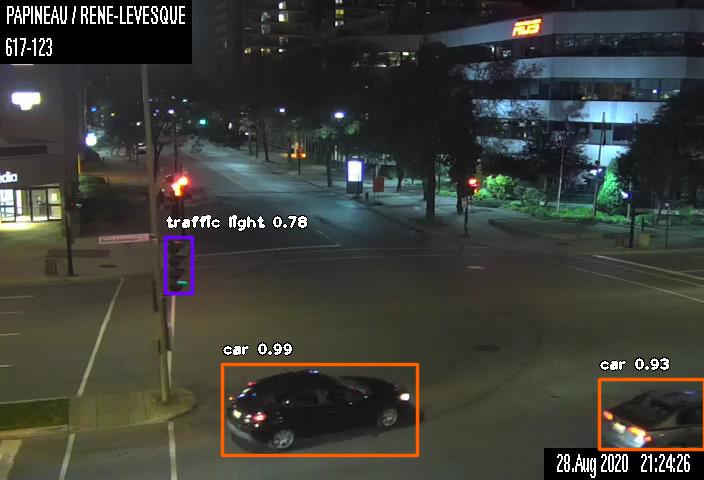 PAPINEAU / RENE-LEVESQUE
617-123
traffic light 0.78
car 0.99
car 0.93
28.Aug 2020 21:24:26